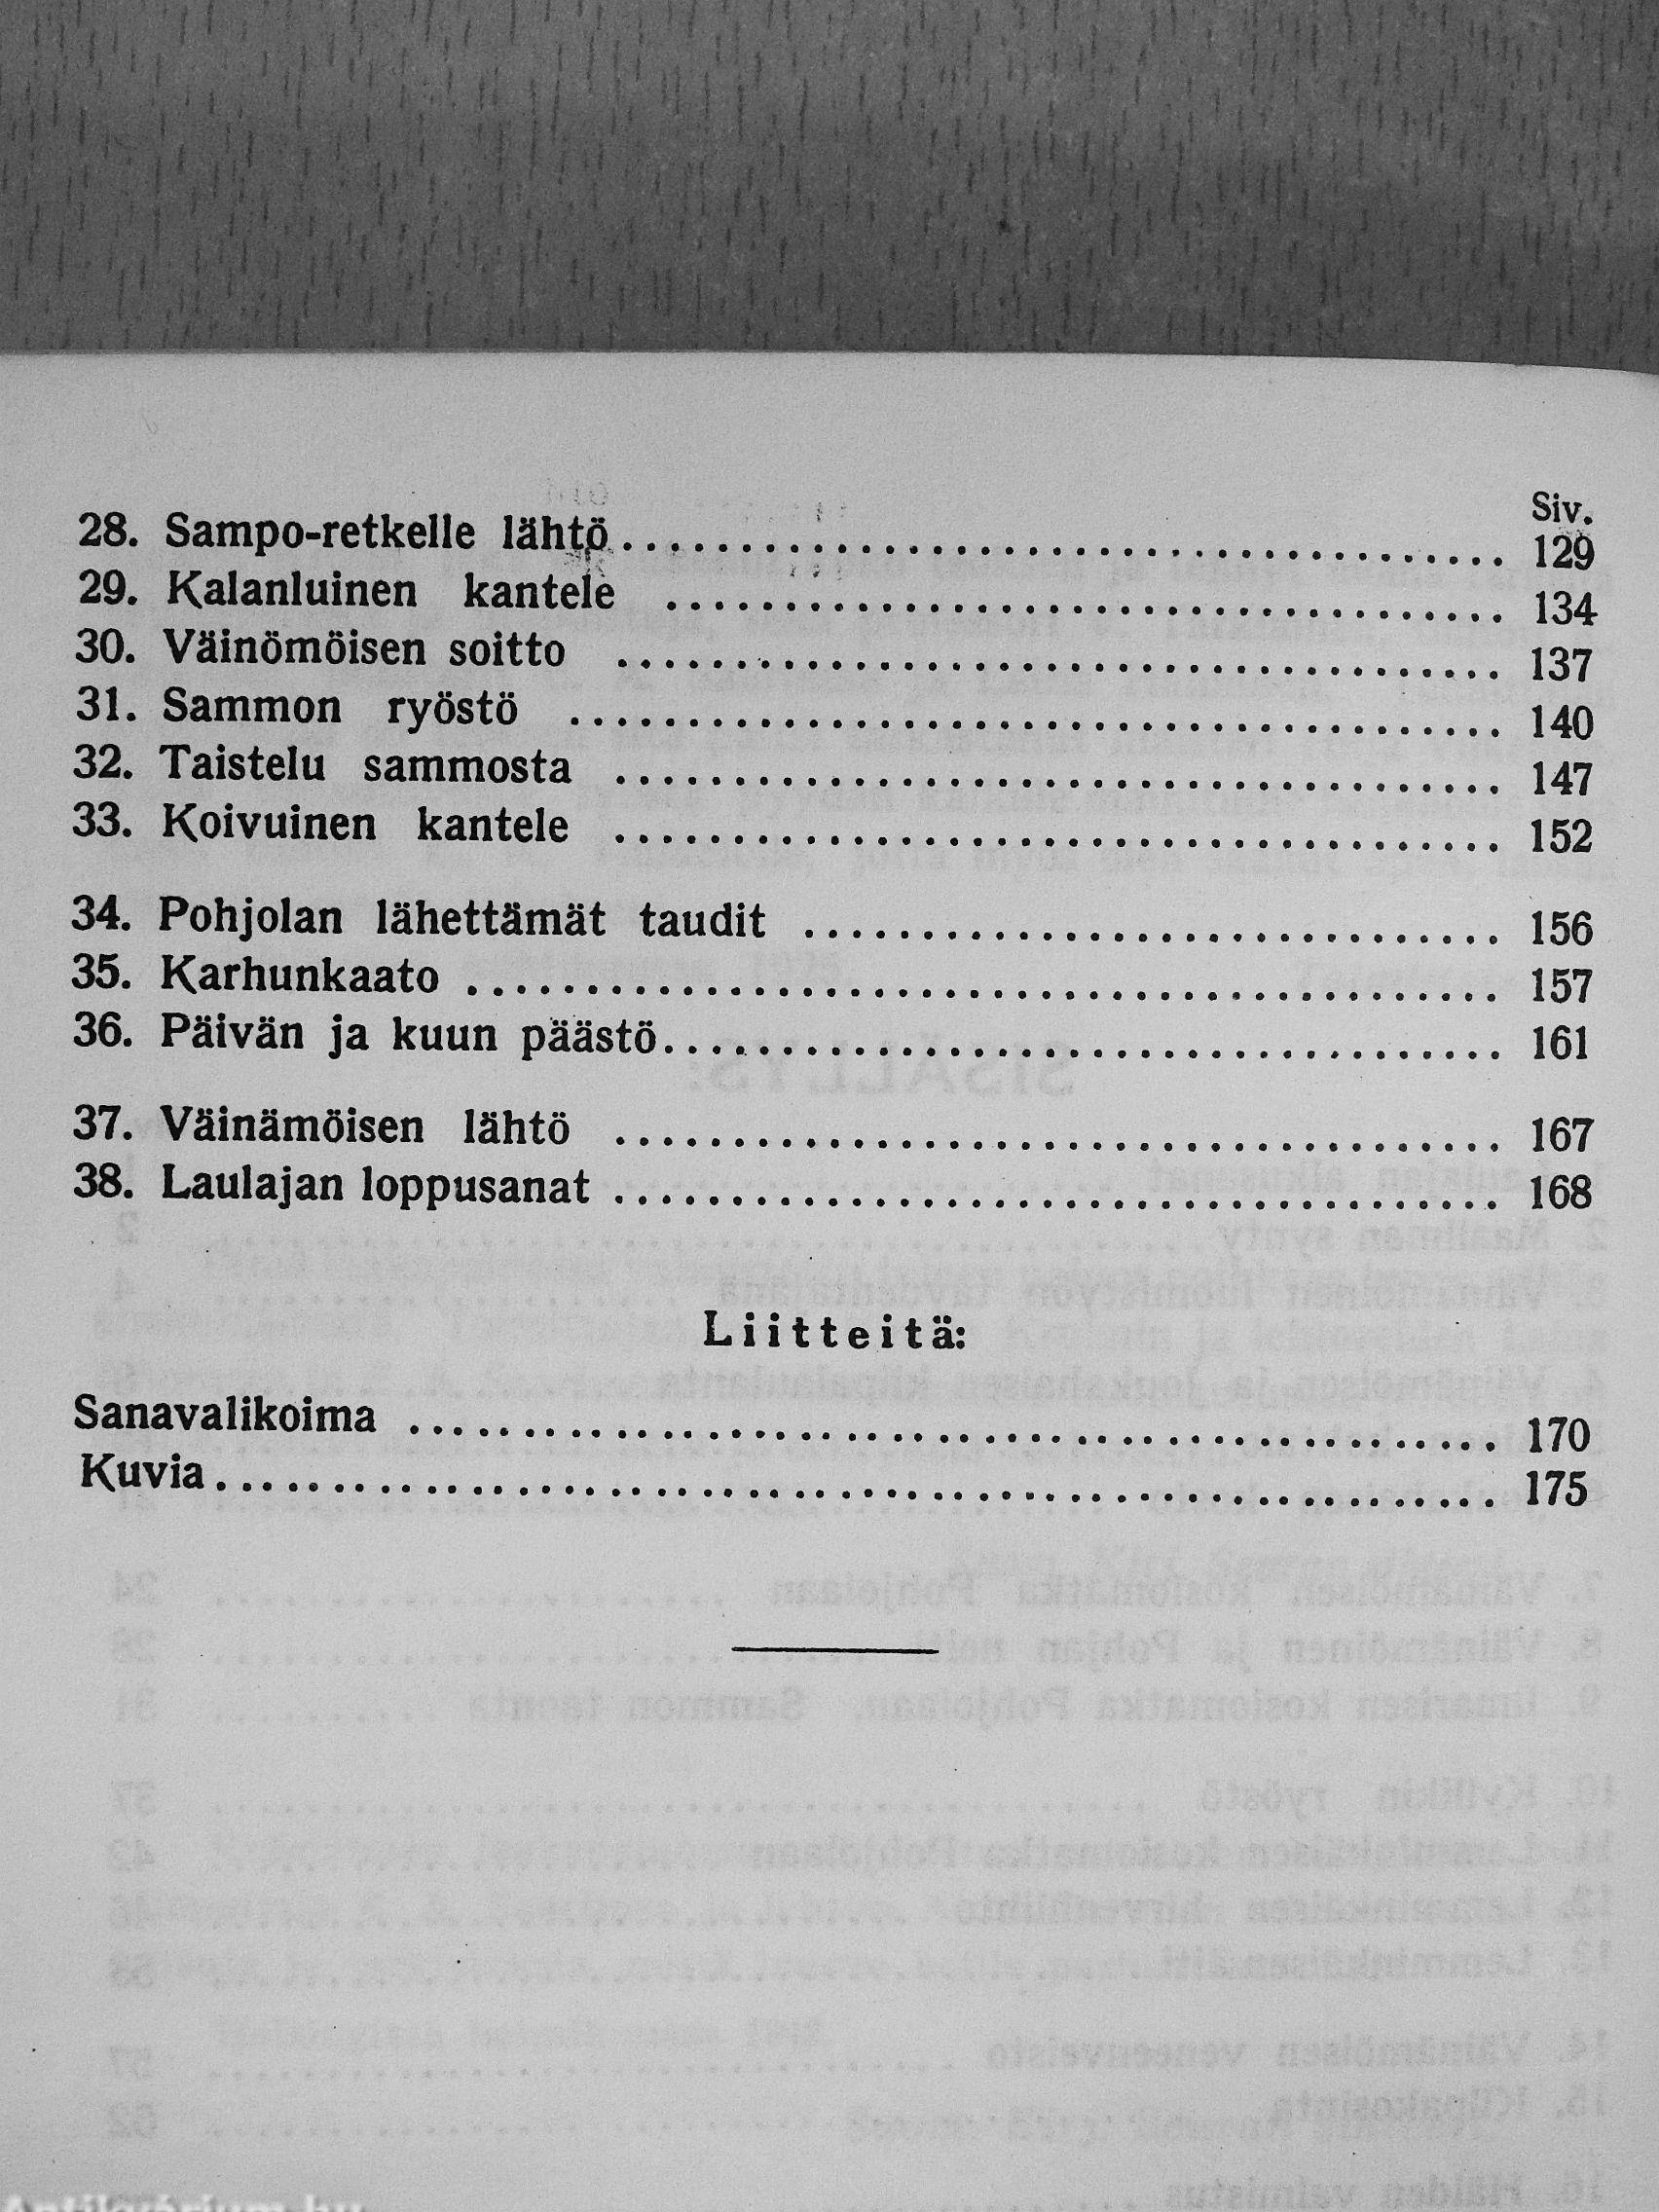 Siv.
28. Sampo-retkelle lähtö ..................................... 129
29. Kalanluinen kantele .................................... 134
30. Väinömöisen soitto ...................................... 137
31. Sammon ryöstö ........................................ 140
32. Taistelu sammosta ...................................... 147
33. Koivuinen kantele ...................................... 152
34. Pohjolan lähettämät taudit .............................. 156
35. Karhunkaato ............................................ 157
36. Päivän ja kuun päästö.................................... 161
37. Väinämöisen lähtö ...................................... 167
38. Laulajan loppusanat ...................................... 168
Liitteitä:
Sanavalikoima ............................................... 170
Kuvia........................................................ 175